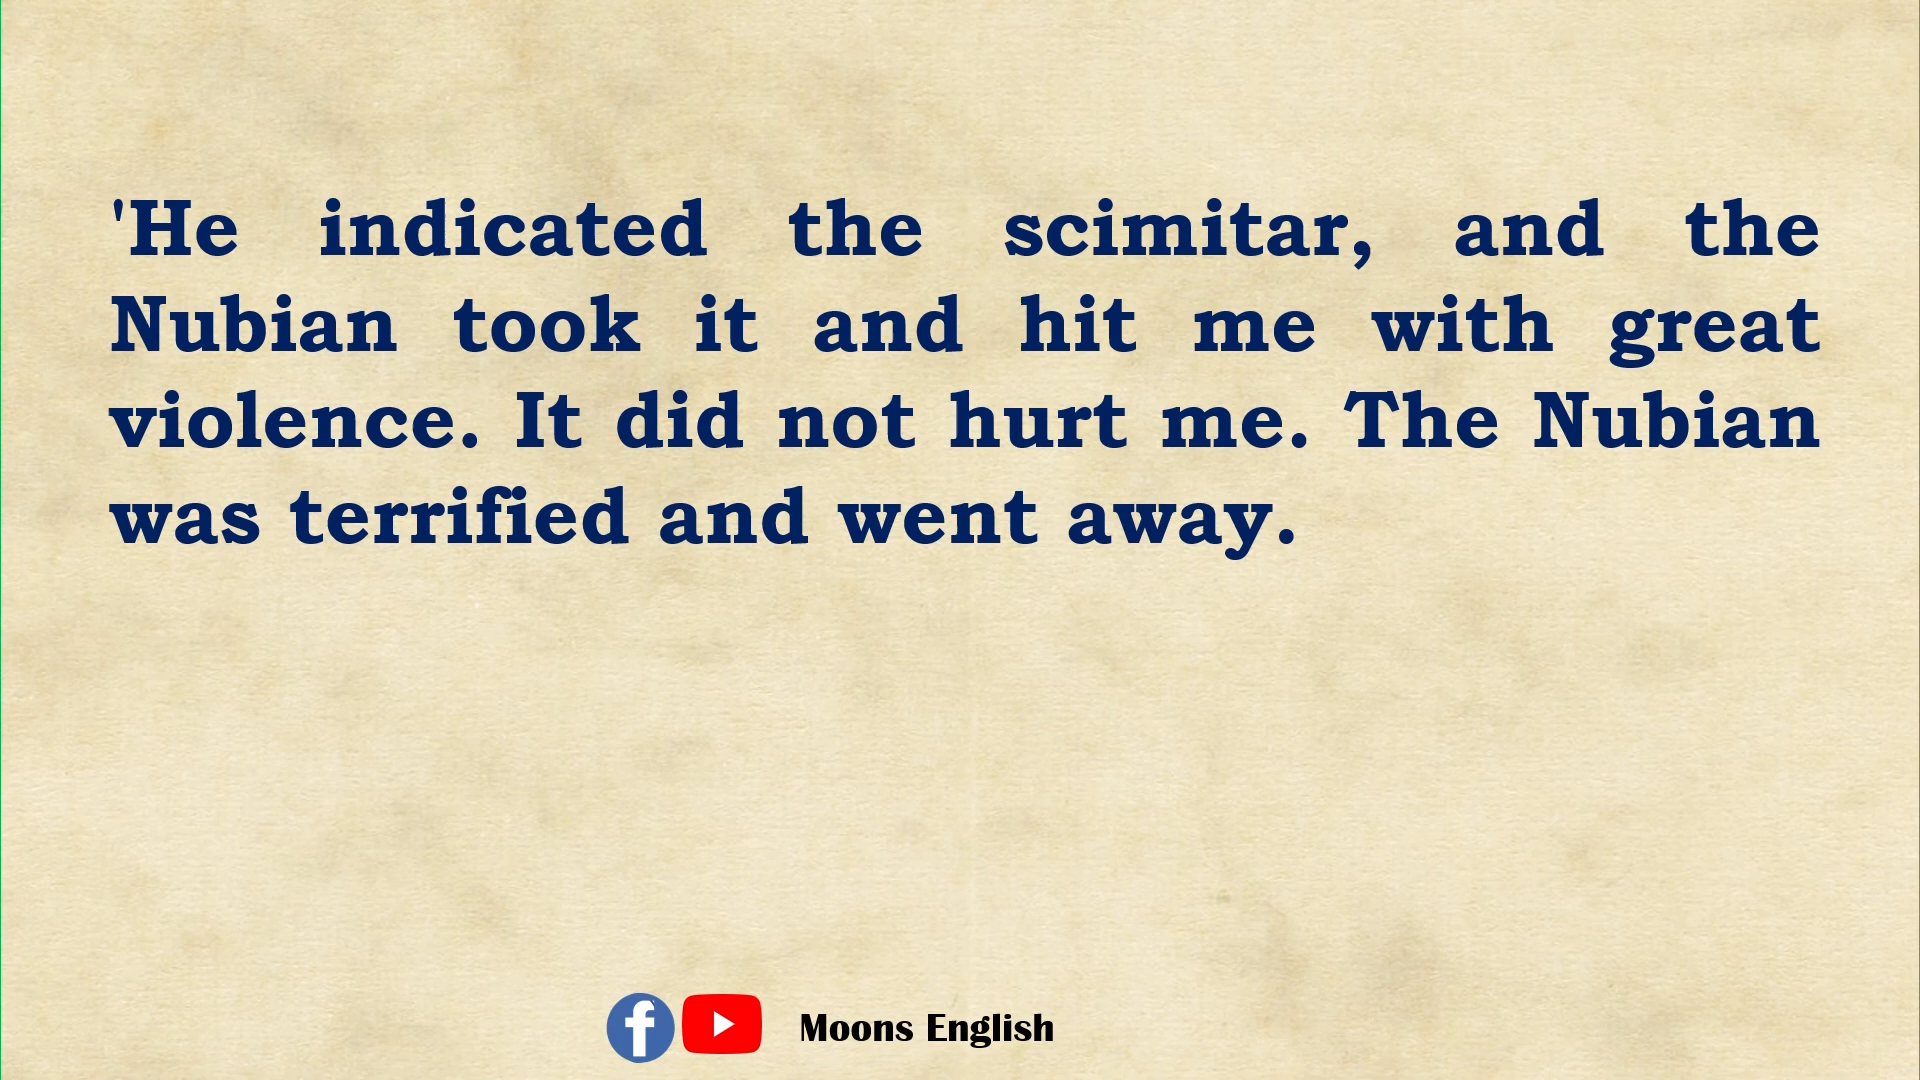 'He indicated the scimitar, and the
Nubian took it and hit me with great
violence. It did not hurt me. The Nubian
was terrified and went away.
Moons English